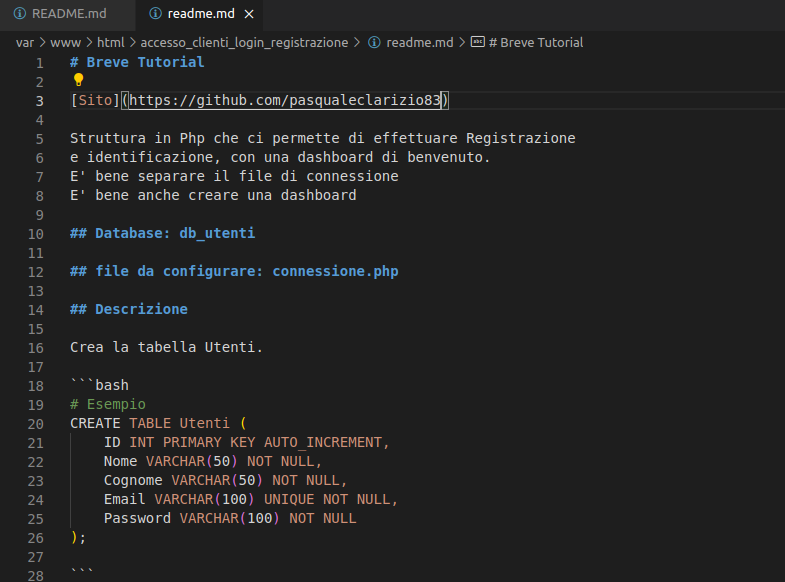 README.md readme.md
var > www > html > accesso_clienti_login_registrazione > readme.md > # Breve Tutorial
1 # Breve Tutorial
2
3 [Sito](https://github.com/pasqualeclarizio83)
4
5 Struttura in Php che ci permette di effettuare Registrazione
6 e identificazione, con una dashboard di benvenuto.
7 E' bene separare il file di connessione
8 E' bene anche creare una dashboard
9
10 ## Database: db_utenti
11
12 ## file da configurare: connessione.php
13
14 ## Descrizione
15
16 Crea la tabella Utenti.
17
18 ```bash
19 # Esempio
20 CREATE TABLE Utenti (
21 ID INT PRIMARY KEY AUTO_INCREMENT,
22 Nome VARCHAR(50) NOT NULL,
23 Cognome VARCHAR(50) NOT NULL,
24 Email VARCHAR(100) UNIQUE NOT NULL,
25 Password VARCHAR(100) NOT NULL
26 );
27
28 ```